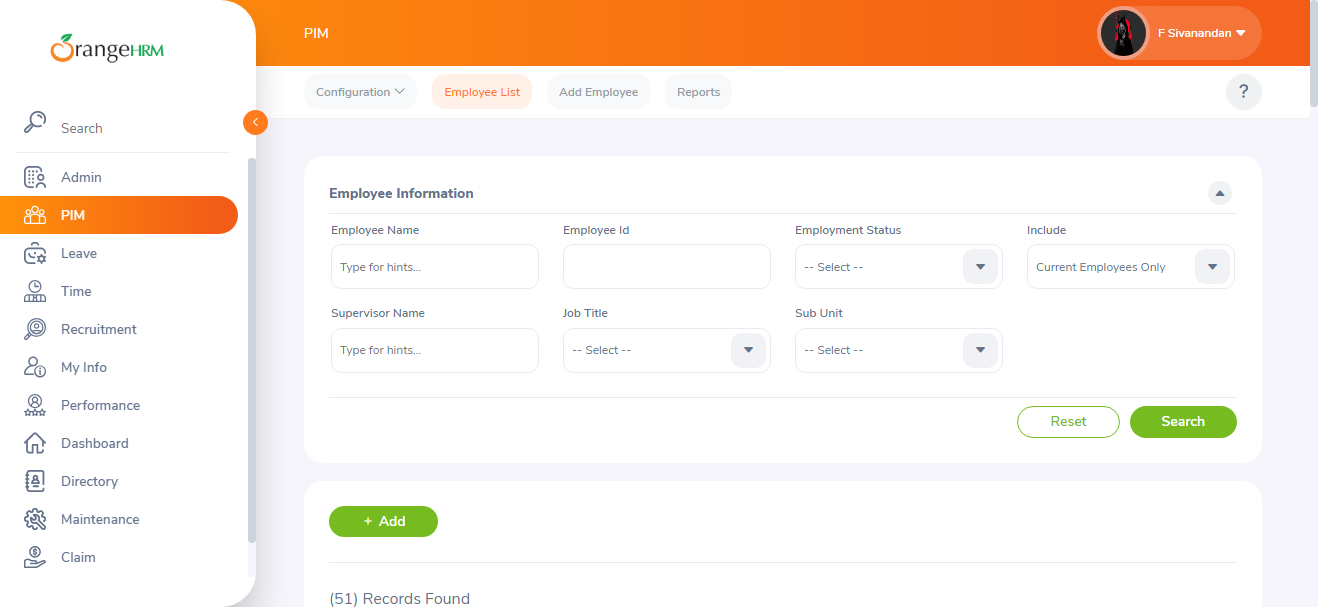 OrangeHRM
PIM
F Sivanandan
Configuration
Employee List
Add Employee
Reports
?
Search
Admin
PIM
Leave
Time
Recruitment
My Info
Performance
Dashboard
Directory
Maintenance
Claim
Employee Information
Employee Name
Employee Id
Employment Status
Include
Type for hints...
-- Select --
Current Employees Only
Supervisor Name
Job Title
Sub Unit
Type for hints...
-- Select --
-- Select --
Reset
Search
+ Add
(51) Records Found